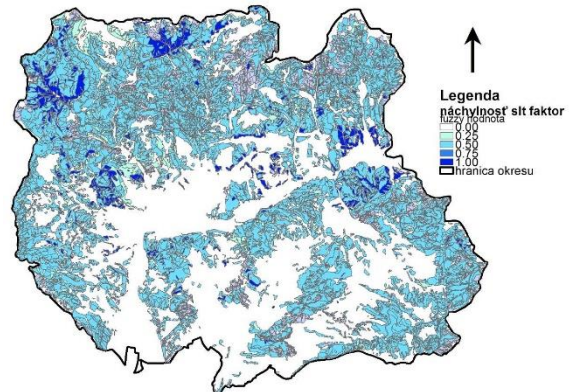 Legenda
náchylnosť slt faktor
fuzzy hodnota
0.00
0.25
0.50
0.75
1.00
hranica okresu